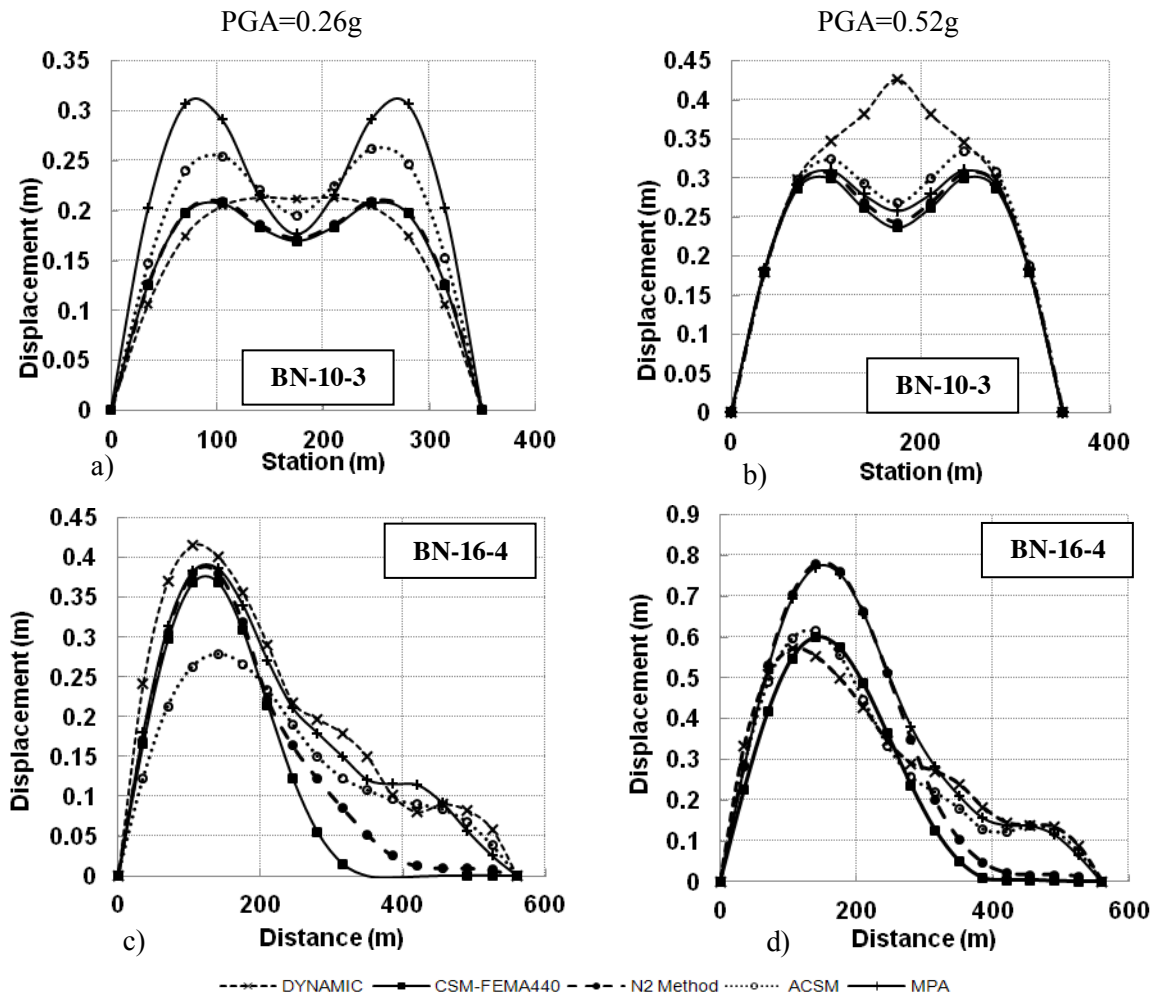 PGA=0.26g
PGA=0.52g
0.35
0.3
0.25
0.2
0.15
0.1
0.05
0
Displacement (m)
BN-10-3
0 100 200 300 400
a)
Station (m)
0.45
0.4
0.35
0.3
0.25
0.2
0.15
0.1
0.05
0
Displacement (m)
BN-10-3
0 200 400
b)
Station (m)
0.45
0.4
0.35
0.3
0.25
0.2
0.15
0.1
0.05
0
Displacement (m)
BN-16-4
0 200 400 600
c)
Distance (m)
0.9
0.8
0.7
0.6
0.5
0.4
0.3
0.2
0.1
0
Displacement (m)
BN-16-4
0 200 400 600
d)
Distance (m)
DYNAMIC CSM-FEMA440 N2 Method ACSM MPA